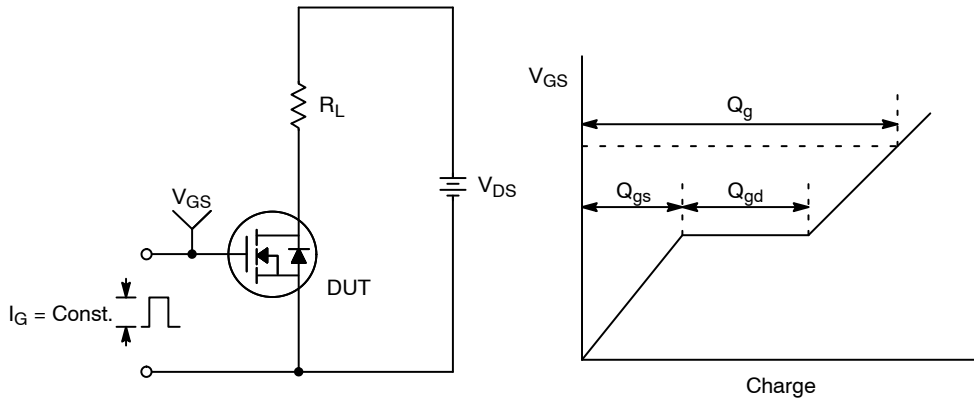 R_L
V_GS
V_DS
DUT
I_G = Const.
V_GS
Q_g
Q_gs
Q_gd
Charge